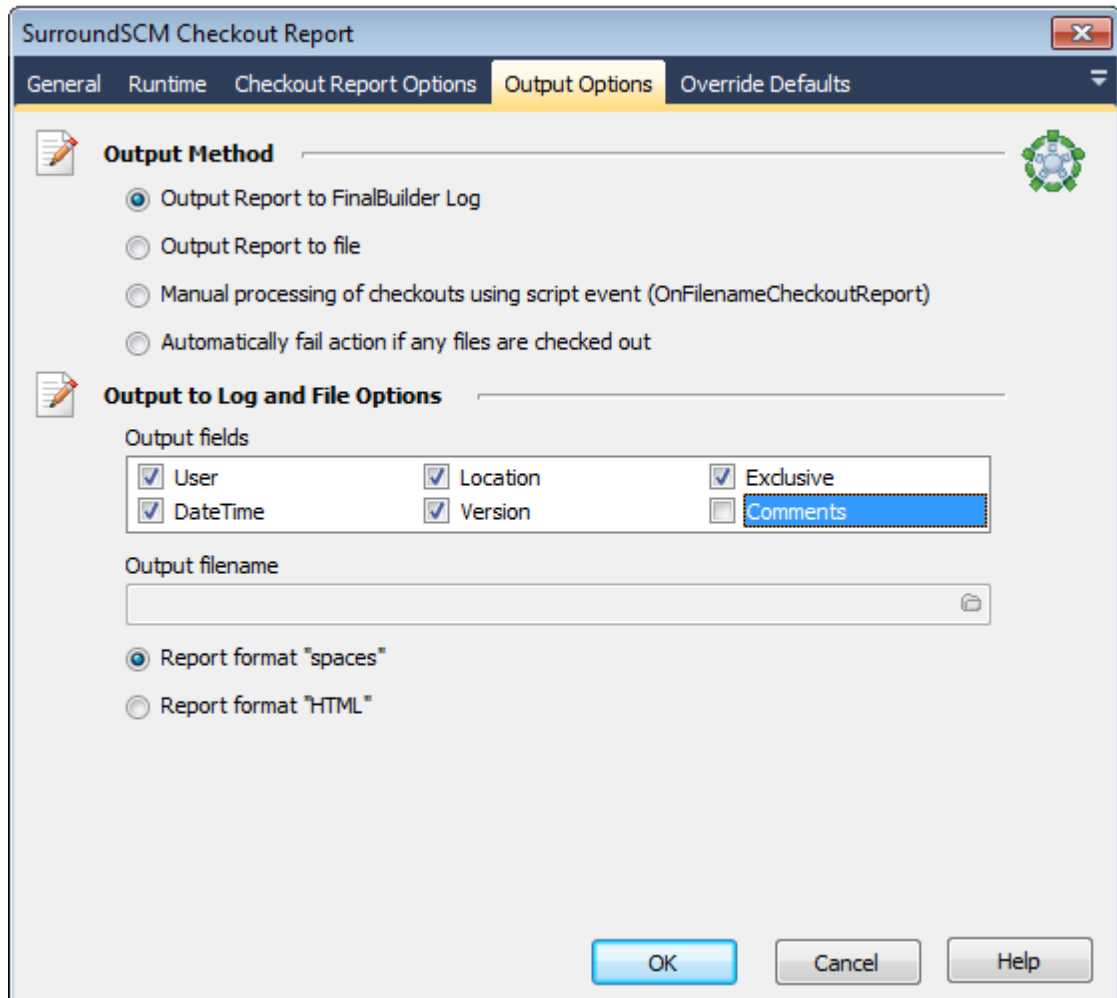 SurroundSCM Checkout Report
General Runtime Checkout Report Options Output Options Override Defaults
Output Method
Output Report to FinalBuilder Log
Output Report to file
Manual processing of checkouts using script event (OnFilenameCheckoutReport)
Automatically fail action if any files are checked out
Output to Log and File Options
Output fields
User Location Exclusive
DateTime Version Comments
Output filename
Report format "spaces"
Report format "HTML"
OK Cancel Help